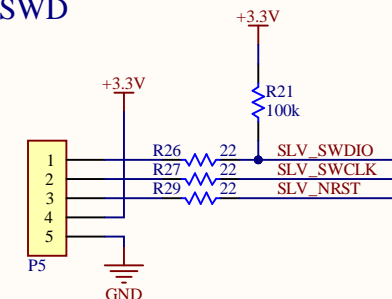 SWD
+3.3V
R21
100k
+3.3V
1 R26 22 SLV_SWDIO
2 R27 22 SLV_SWCLK
3 R29 22 SLV_NRST
4
5
P5
GND